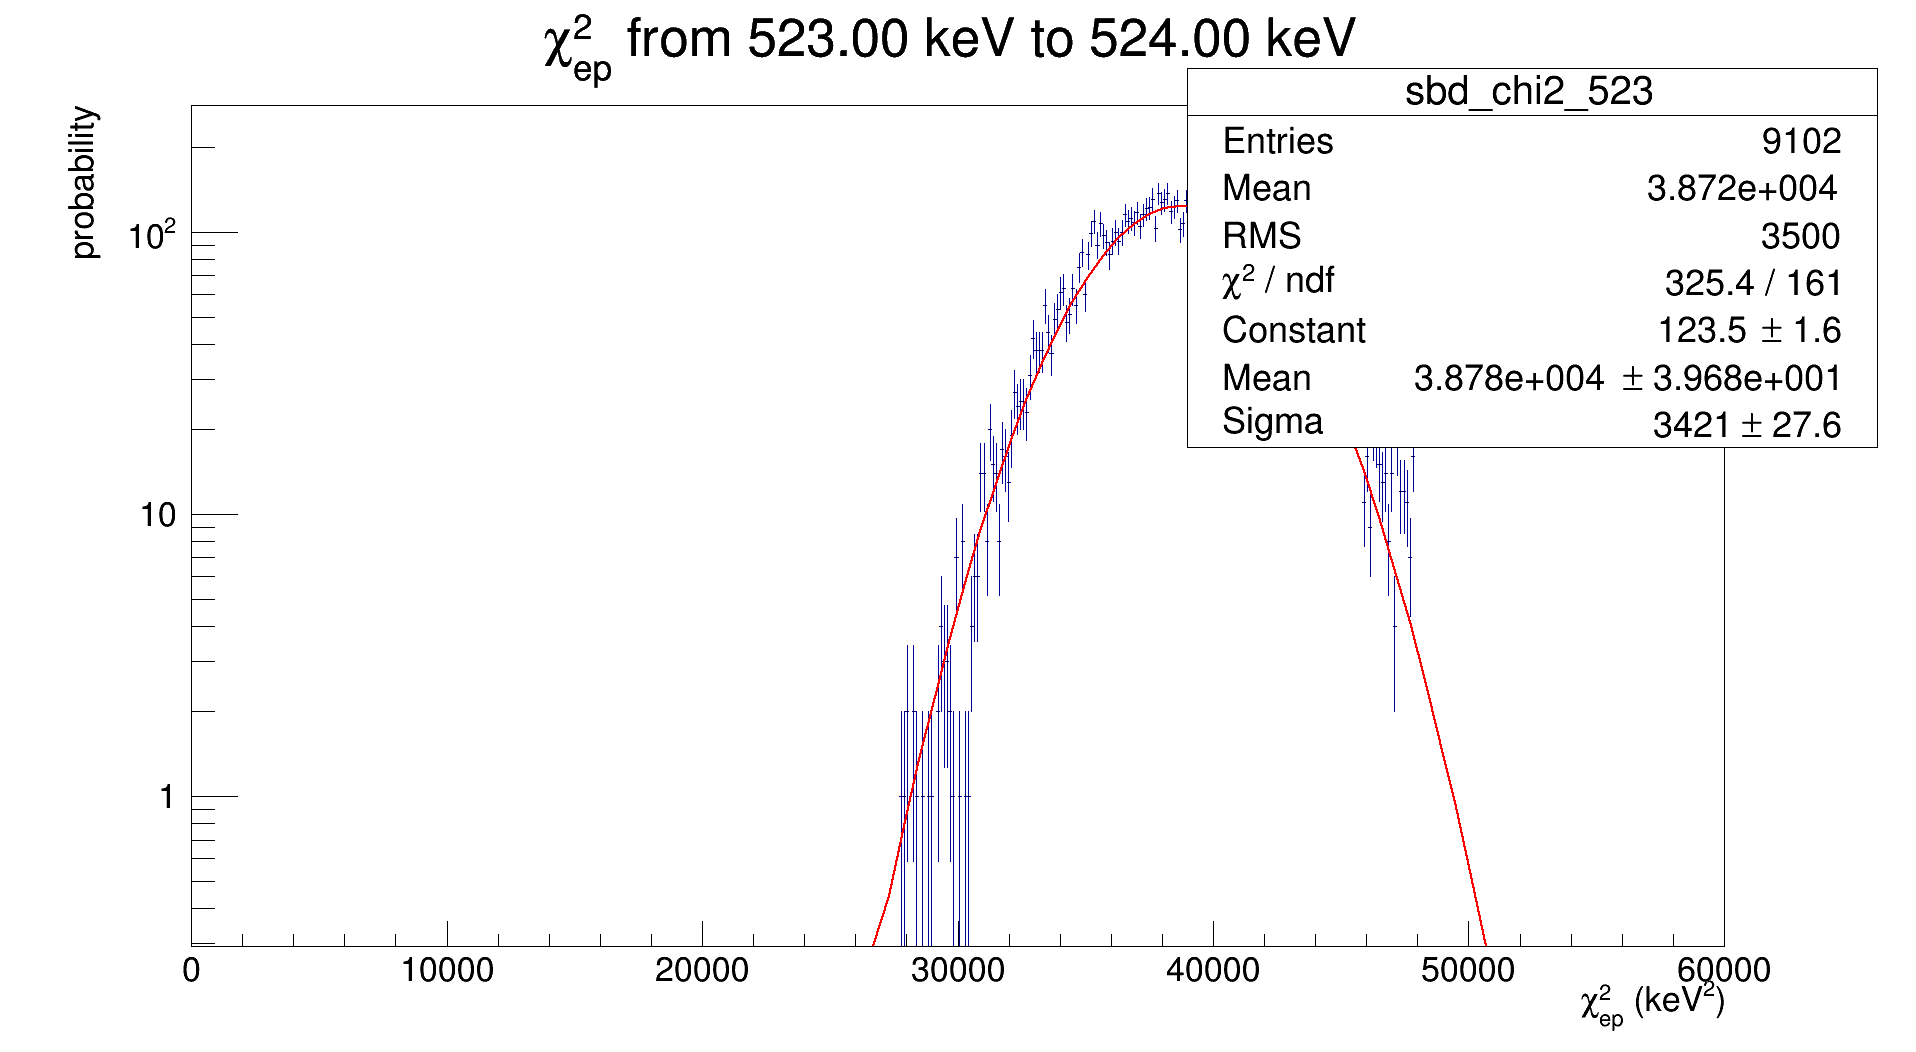 χ²ep from 523.00 keV to 524.00 keV
sbd_chi2_523
Entries 9102
Mean 3.872e+004
RMS 3500
χ² / ndf 325.4 / 161
Constant 123.5 ± 1.6
Mean 3.878e+004 ± 3.968e+001
Sigma 3421 ± 27.6
probability
10²
10
1
0 10000 20000 30000 40000 50000 60000
χ²ep (keV²)